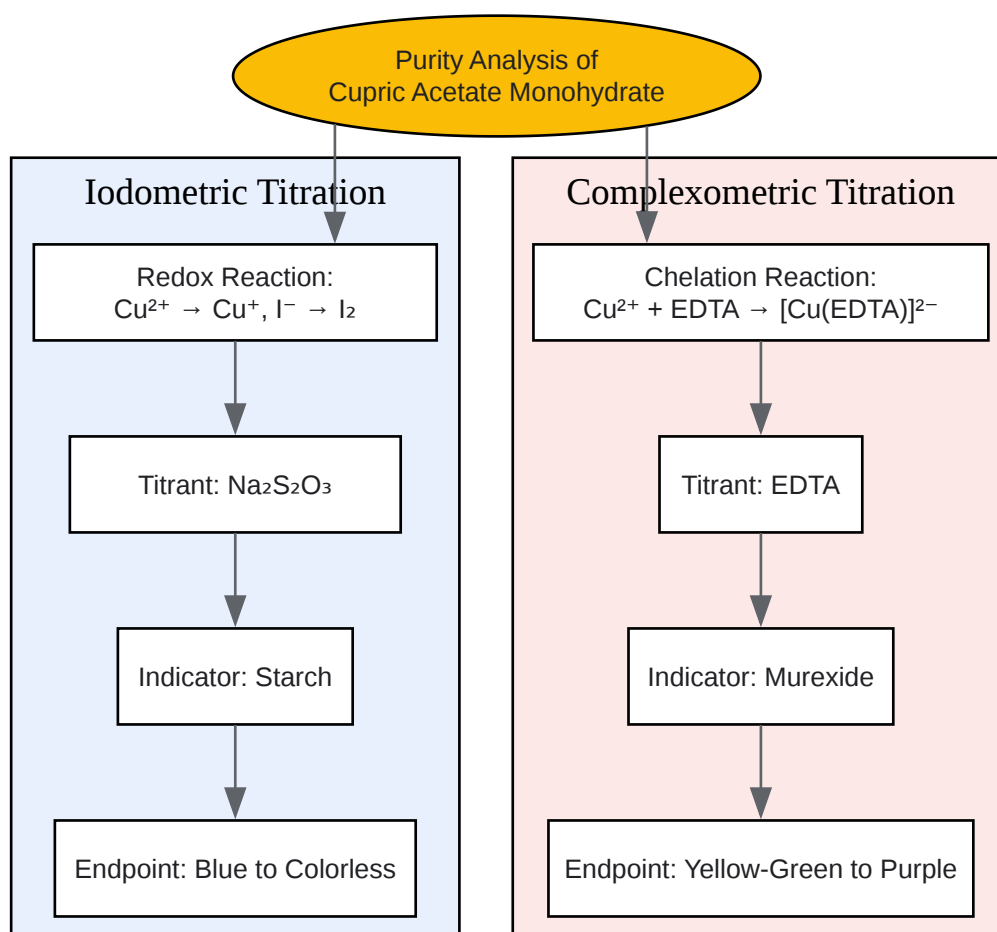 Purity Analysis of
Cupric Acetate Monohydrate
Iodometric Titration
Redox Reaction:
Cu²⁺ → Cu⁺, I⁻ → I₂
Titrant: Na₂S₂O₃
Indicator: Starch
Endpoint: Blue to Colorless
Complexometric Titration
Chelation Reaction:
Cu²⁺ + EDTA → [Cu(EDTA)]²⁻
Titrant: EDTA
Indicator: Murexide
Endpoint: Yellow-Green to Purple